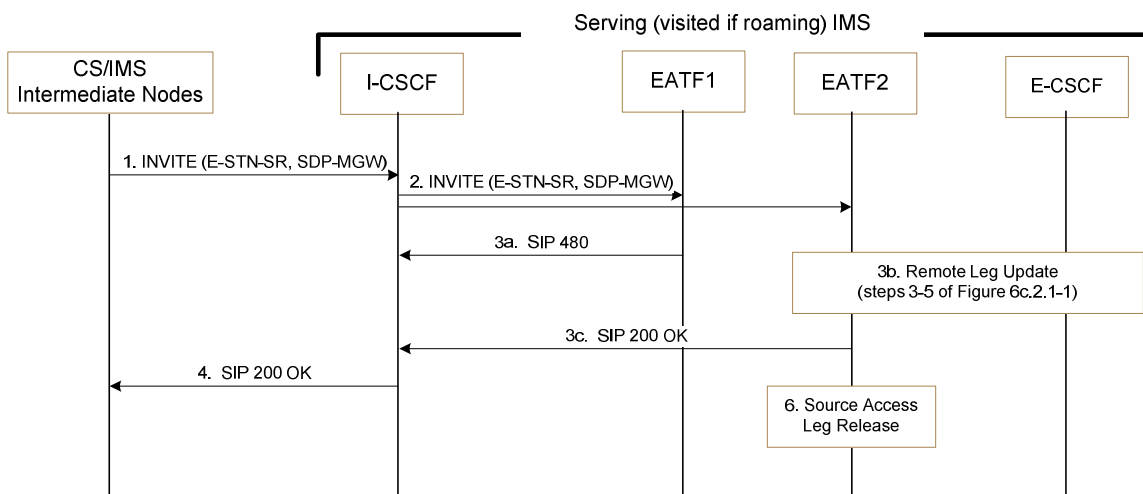 Serving (visited if roaming) IMS
CS/IMS
Intermediate Nodes
I-CSCF
EATF1
EATF2
E-CSCF
1. INVITE (E-STN-SR, SDP-MGW)
2. INVITE (E-STN-SR, SDP-MGW)
3a. SIP 480
3b. Remote Leg Update
(steps 3-5 of Figure 6c.2.1-1)
3c. SIP 200 OK
4. SIP 200 OK
6. Source Access
Leg Release